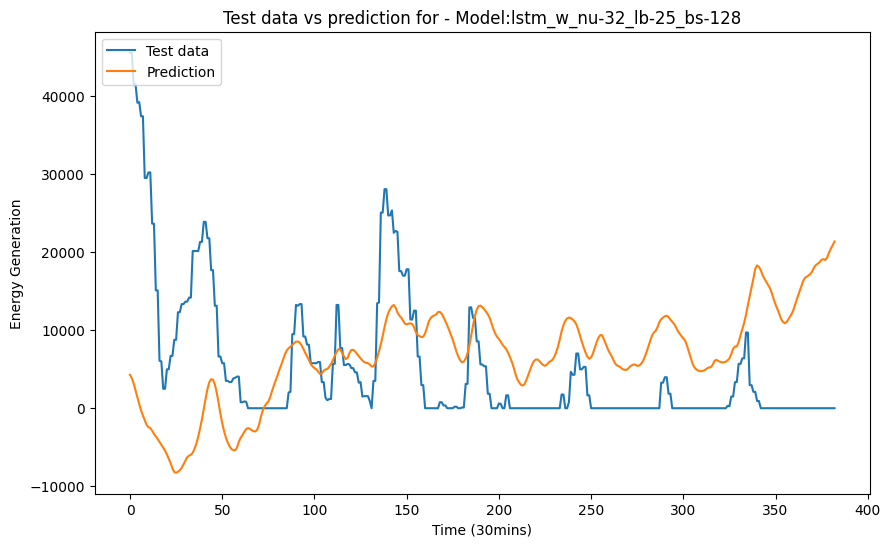 Test data vs prediction for - Model:lstm_w_nu-32_lb-25_bs-128
Test data
Prediction
40000
30000
20000
10000
0
−10000
Energy Generation
0 50 100 150 200 250 300 350 400
Time (30mins)